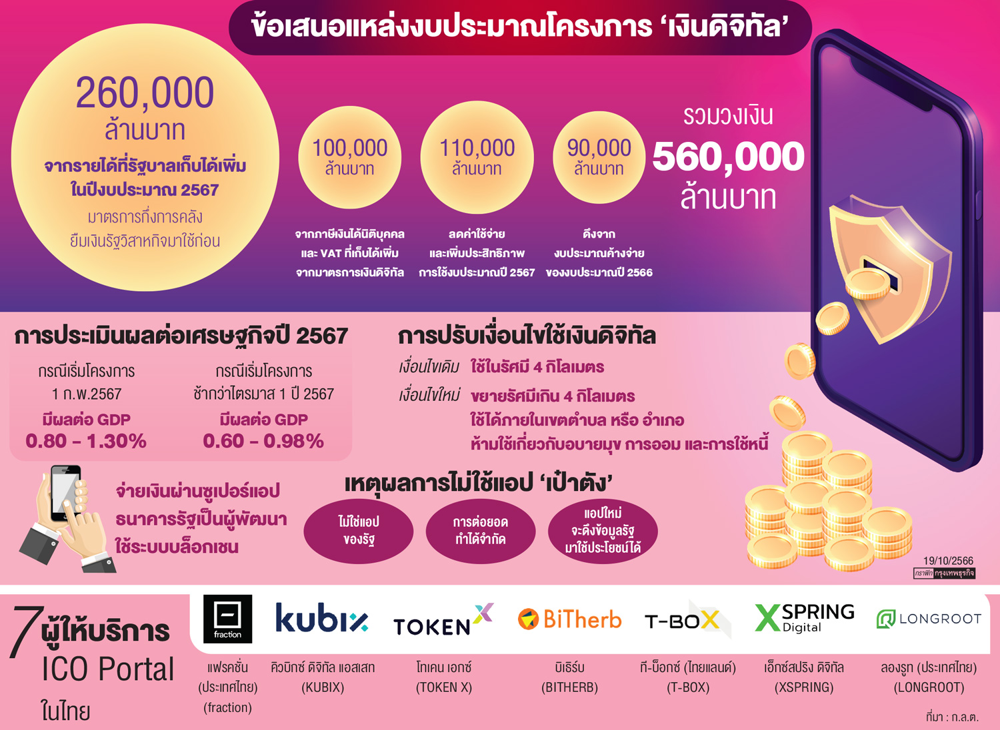 ข้อเสนอแหล่งงบประมาณโครงการ ‘เงินดิจิทัล’
260,000
ล้านบาท
จากรายได้ที่รัฐบาลเก็บได้เพิ่ม
ในปีงบประมาณ 2567
มาตรการกึ่งการคลัง
ยืมเงินรัฐวิสาหกิจมาใช้ก่อน
100,000
ล้านบาท
จากภาษีเงินได้นิติบุคคล
และ VAT ที่เก็บได้เพิ่ม
จากมาตรการเงินดิจิทัล
110,000
ล้านบาท
ลดค่าใช้จ่าย
และเพิ่มประสิทธิภาพ
การใช้งบประมาณปี 2567
90,000
ล้านบาท
ดึงจาก
งบประมาณค้างจ่าย
ของงบประมาณปี 2566
รวมวงเงิน
560,000
ล้านบาท
การประเมินผลต่อเศรษฐกิจปี 2567
กรณีเริ่มโครงการ
1 ก.พ.2567
มีผลต่อ GDP
0.80 - 1.30%
กรณีเริ่มโครงการ
ช้ากว่าไตรมาส 1 ปี 2567
มีผลต่อ GDP
0.60 - 0.98%
การปรับเงื่อนไขใช้เงินดิจิทัล
เงื่อนไขเดิม ใช้ในรัศมี 4 กิโลเมตร
เงื่อนไขใหม่ ขยายรัศมีเกิน 4 กิโลเมตร
ใช้ได้ภายในเขตตำบล หรือ อำเภอ
ห้ามใช้เกี่ยวกับอบายมุข การออม และการใช้หนี้
จ่ายเงินผ่านซูเปอร์แอป
ธนาคารรัฐเป็นผู้พัฒนา
ใช้ระบบบล็อกเชน
เหตุผลการไม่ใช้แอป ‘เป๋าตัง’
ไม่ใช่แอป
ของรัฐ
การต่อยอด
ทำได้จำกัด
แอปใหม่
จะดึงข้อมูลรัฐ
มาใช้ประโยชน์ได้
19/10/2566
กราฟิก กรุงเทพธุรกิจ
7 ผู้ให้บริการ
ICO Portal
ในไทย
fraction
แฟรคชั่น
(ประเทศไทย)
(fraction)
kubix
คิวบิกซ์ ดิจิทัล แอสเสท
(KUBIX)
TOKEN X
โทเคน เอกซ์
(TOKEN X)
BiTherb
บิเธิร์บ
(BITHERB)
T-BOX
ที-บ็อกซ์ (ไทยแลนด์)
(T-BOX)
XSPRING
Digital
เอ็กซ์สปริง ดิจิทัล
(XSPRING)
LONGROOT
ลองรูท (ประเทศไทย)
(LONGROOT)
ที่มา : ก.ล.ต.